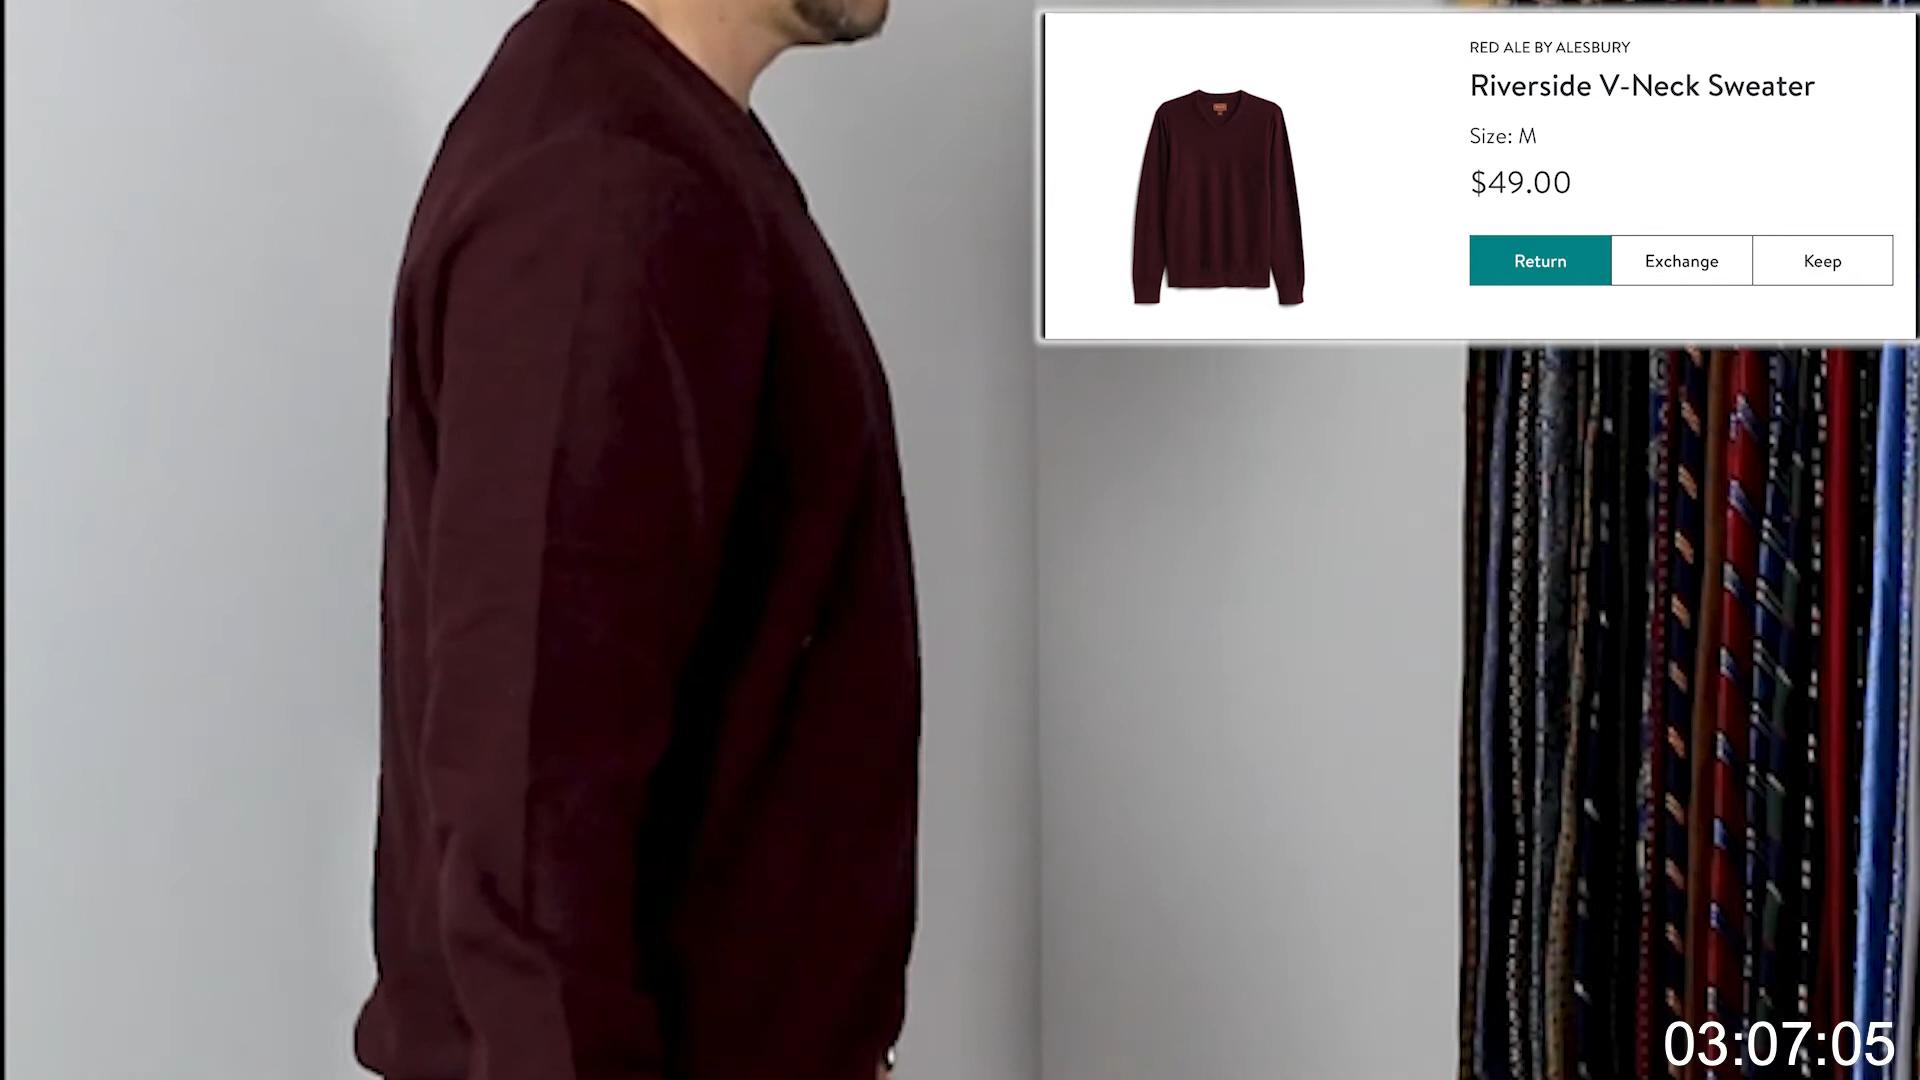 RED ALE BY ALESBURY
Riverside V-Neck Sweater
Size: M
$49.00
Return
Exchange
Keep
03:07:05